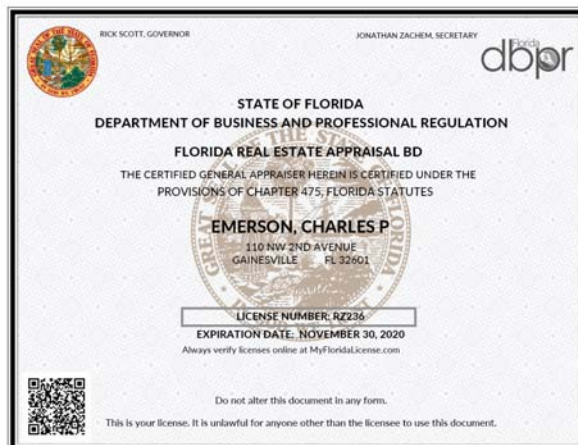 RICK SCOTT, GOVERNOR
JONATHAN ZACHEM, SECRETARY
Florida
dbpr
STATE OF FLORIDA
DEPARTMENT OF BUSINESS AND PROFESSIONAL REGULATION
FLORIDA REAL ESTATE APPRAISAL BD
THE CERTIFIED GENERAL APPRAISER HEREIN IS CERTIFIED UNDER THE
PROVISIONS OF CHAPTER 475, FLORIDA STATUTES
EMERSON, CHARLES P
110 NW 2ND AVENUE
GAINESVILLE FL 32601
LICENSE NUMBER: RZ236
EXPIRATION DATE: NOVEMBER 30, 2020
Always verify licenses online at MyFloridaLicense.com
Do not alter this document in any form.
This is your license. It is unlawful for anyone other than the licensee to use this document.